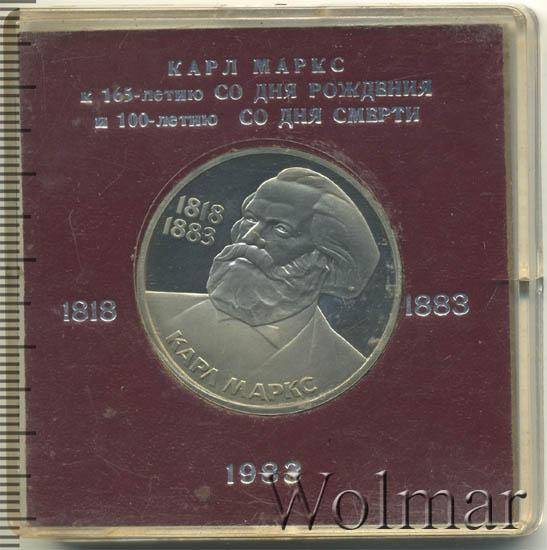 КАРЛ МАРКС
к 165-летию СО ДНЯ РОЖДЕНИЯ
и 100-летию СО ДНЯ СМЕРТИ
1818
1883
1818
1883
КАРЛ МАРКС
1983
Wolmar